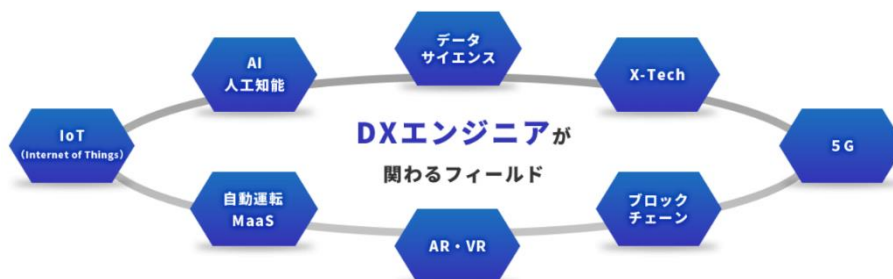 データ
サイエンス
AI
人工知能
X-Tech
IoT
（Internet of Things）
DXエンジニアが
関わるフィールド
5G
自動運転
MaaS
AR・VR
ブロック
チェーン